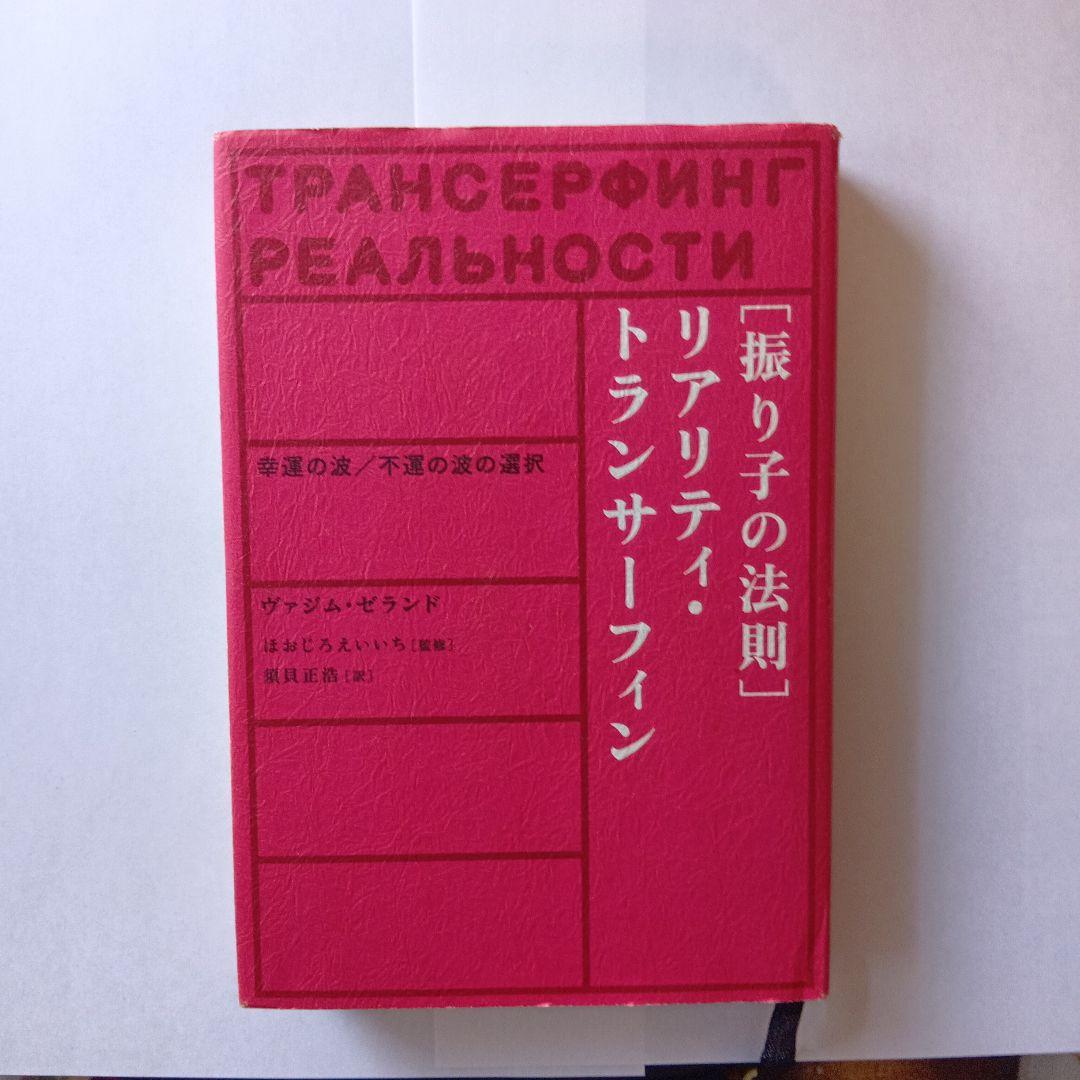 ТРАНСЕРФИНГ
РЕАЛЬНОСТИ
［振り子の法則］
リアリティ・
トランサーフィン
幸運の波／不運の波の選択
ヴァジム・ゼランド
ほおじろえいいち［監修］
須貝正浩［訳］